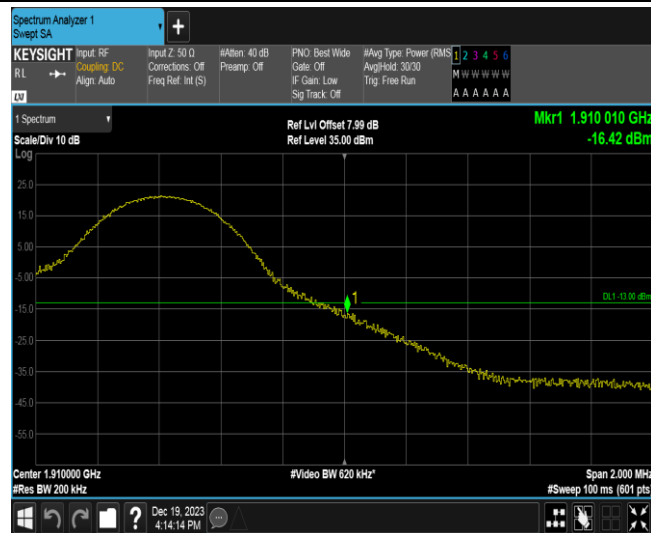 Spectrum Analyzer 1
Swept SA
+
KEYSIGHT
RL
LXI
Input: RF
Coupling: DC
Align: Auto
Input Z: 50 Ω
Corrections: Off
Freq Ref: Int (S)
#Atten: 40 dB
Preamp: Off
PNO: Best Wide
Gate: Off
IF Gain: Low
Sig Track: Off
#Avg Type: Power (RMS
Avg|Hold: 30/30
Trig: Free Run
1 2 3 4 5 6
M W W W W W
A A A A A A
1 Spectrum
Scale/Div 10 dB
Log
Ref Lvl Offset 7.99 dB
Ref Level 35.00 dBm
Mkr1 1.910 010 GHz
-16.42 dBm
25.0
15.0
5.00
-5.00
-15.0
-25.0
-35.0
-45.0
-55.0
1
DL1 -13.00 dBm
Center 1.910000 GHz
#Res BW 200 kHz
#Video BW 620 kHz*
Span 2.000 MHz
#Sweep 100 ms (601 pts)
?
Dec 19, 2023
4:14:14 PM